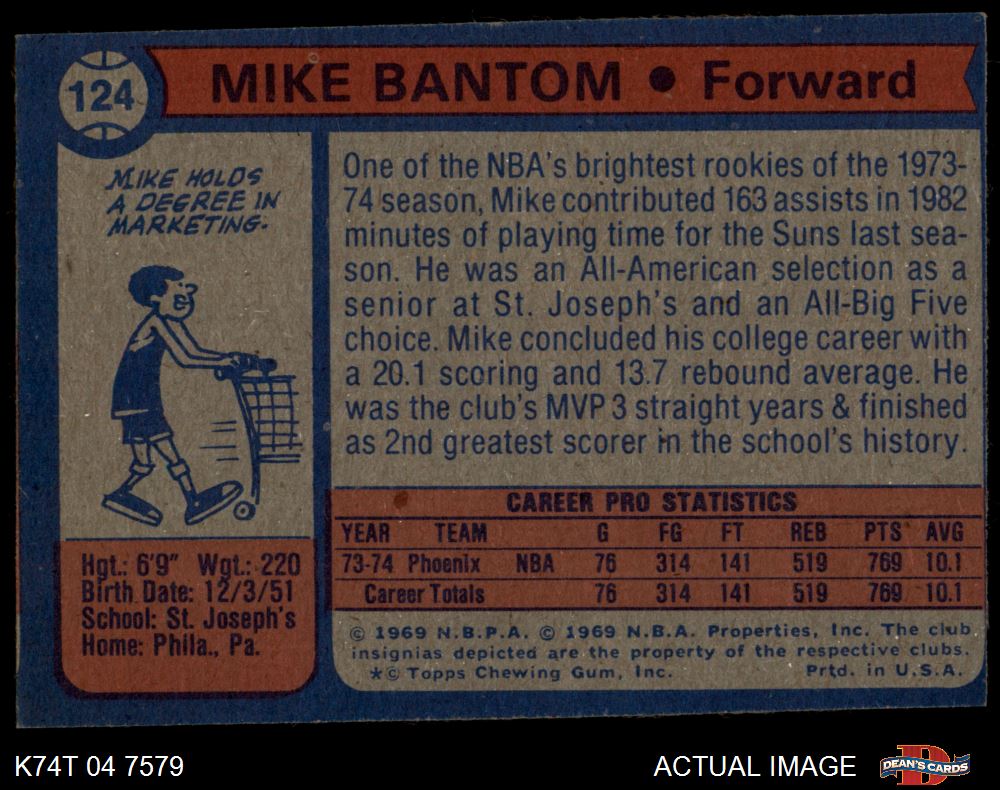 124
MIKE BANTOM • Forward
MIKE HOLDS
A DEGREE IN
MARKETING.
Hgt.: 6'9" Wgt.: 220
Birth Date: 12/3/51
School: St. Joseph's
Home: Phila., Pa.
One of the NBA's brightest rookies of the 1973-
74 season, Mike contributed 163 assists in 1982
minutes of playing time for the Suns last sea-
son. He was an All-American selection as a
senior at St. Joseph's and an All-Big Five
choice. Mike concluded his college career with
a 20.1 scoring and 13.7 rebound average. He
was the club's MVP 3 straight years & finished
as 2nd greatest scorer in the school's history.
CAREER PRO STATISTICS
YEAR TEAM G FG FT REB PTS AVG
73-74 Phoenix NBA 76 314 141 519 769 10.1
Career Totals 76 314 141 519 769 10.1
© 1969 N.B.P.A. © 1969 N.B.A. Properties, Inc. The club
insignias depicted are the property of the respective clubs.
*© Topps Chewing Gum, Inc. Prtd. in U.S.A.
K74T 04 7579
ACTUAL IMAGE
D
DEAN'S CARDS